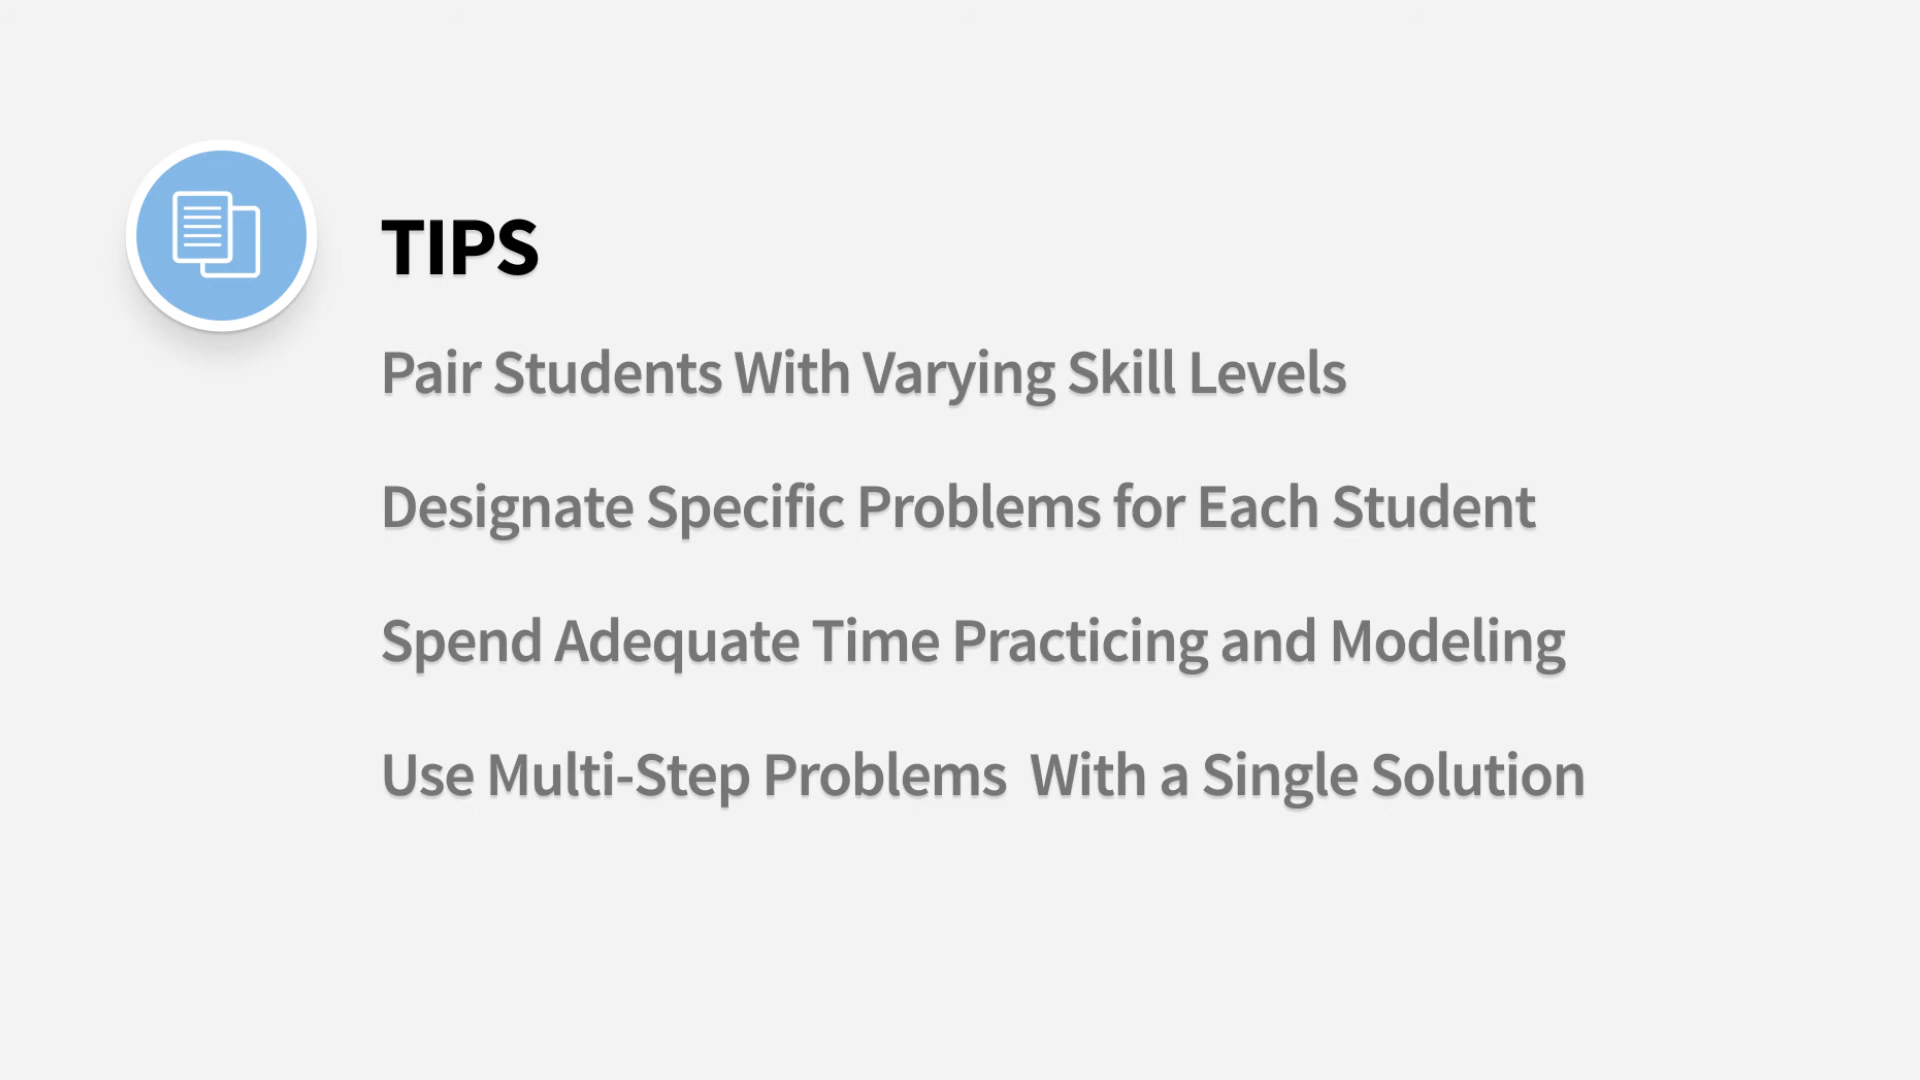 TIPS
Pair Students With Varying Skill Levels
Designate Specific Problems for Each Student
Spend Adequate Time Practicing and Modeling
Use Multi-Step Problems  With a Single Solution